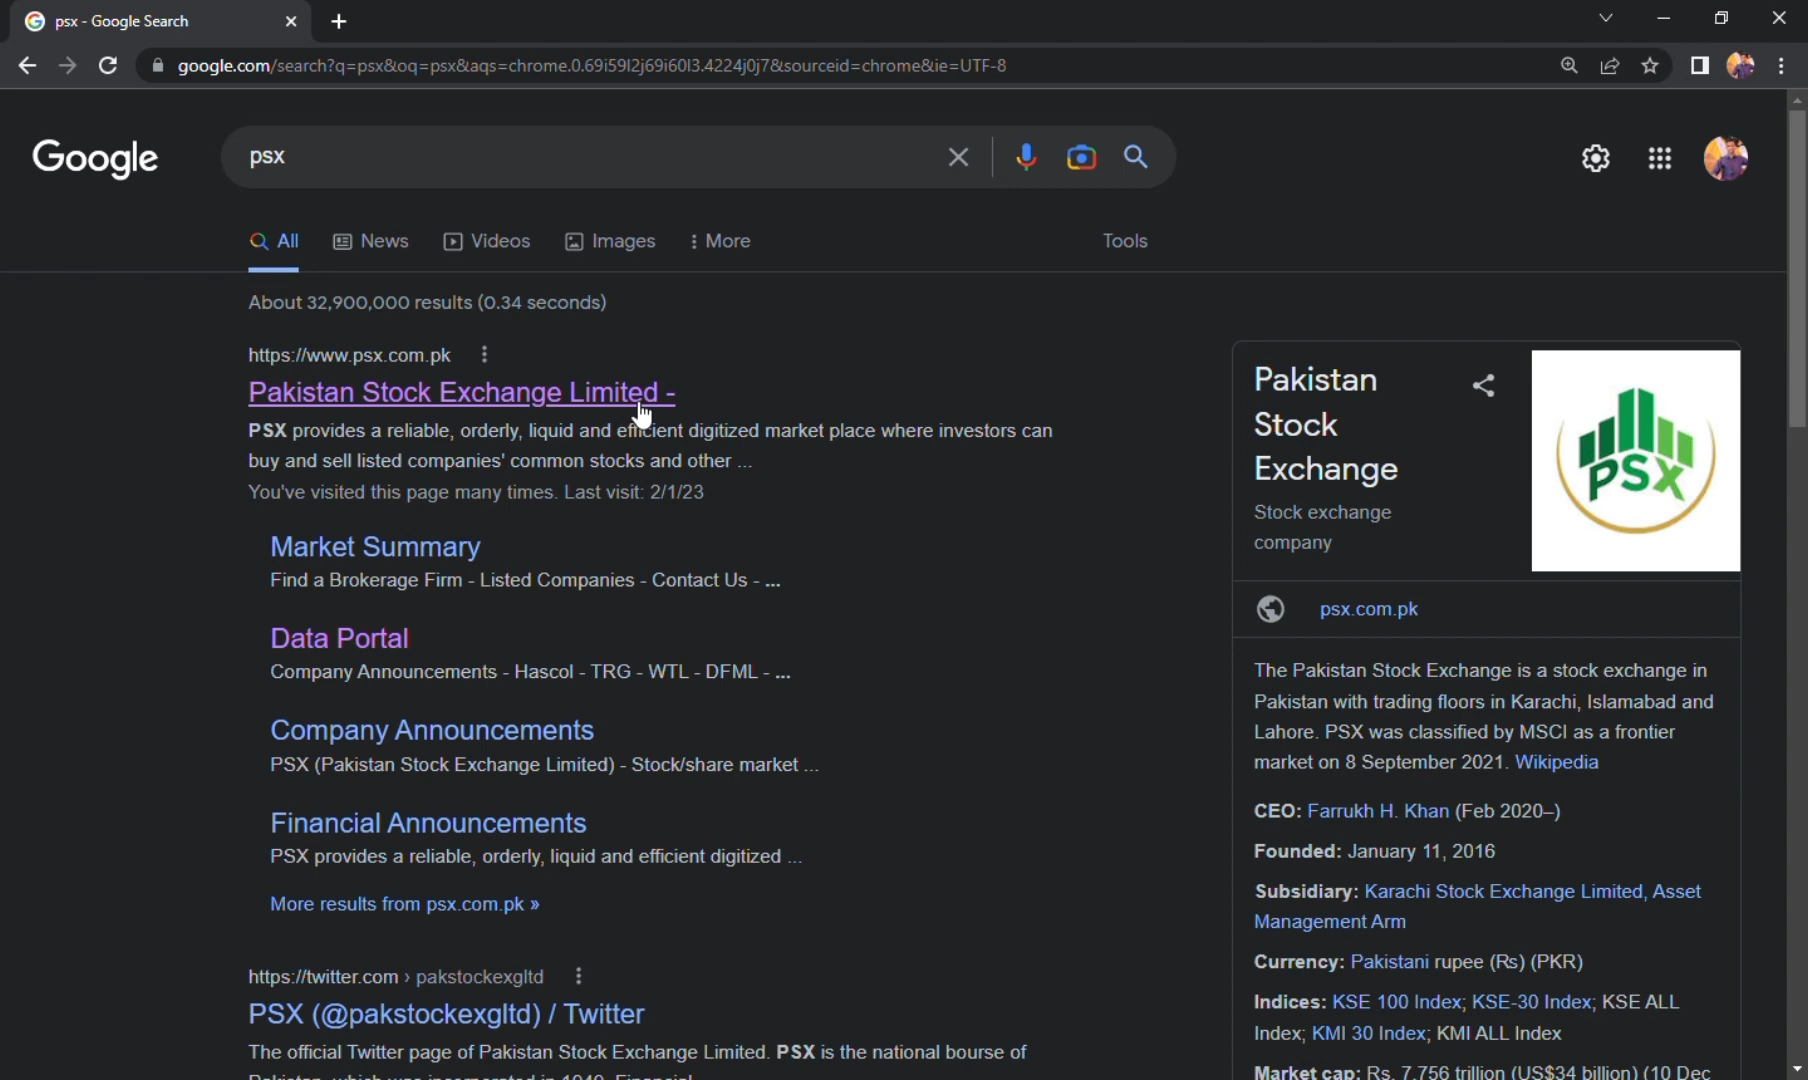 psx - Google Search
google.com/search?q=psx&oq=psx&aqs=chrome.0.69i59l2j69i60l3.4224j0j7&sourceid=chrome&ie=UTF-8
Google
psx
All News Videos Images More Tools
About 32,900,000 results (0.34 seconds)
https://www.psx.com.pk
Pakistan Stock Exchange Limited -
PSX provides a reliable, orderly, liquid and efficient digitized market place where investors can
buy and sell listed companies' common stocks and other ...
You've visited this page many times. Last visit: 2/1/23
Market Summary
Find a Brokerage Firm - Listed Companies - Contact Us - ...
Data Portal
Company Announcements - Hascol - TRG - WTL - DFML - ...
Company Announcements
PSX (Pakistan Stock Exchange Limited) - Stock/share market ...
Financial Announcements
PSX provides a reliable, orderly, liquid and efficient digitized ...
More results from psx.com.pk »
https://twitter.com › pakstockexgltd
PSX (@pakstockexgltd) / Twitter
The official Twitter page of Pakistan Stock Exchange Limited. PSX is the national bourse of
Pakistan
Stock
Exchange
Stock exchange
company
PSX
psx.com.pk
The Pakistan Stock Exchange is a stock exchange in
Pakistan with trading floors in Karachi, Islamabad and
Lahore. PSX was classified by MSCI as a frontier
market on 8 September 2021. Wikipedia
CEO: Farrukh H. Khan (Feb 2020–)
Founded: January 11, 2016
Subsidiary: Karachi Stock Exchange Limited, Asset
Management Arm
Currency: Pakistani rupee (Rs) (PKR)
Indices: KSE 100 Index; KSE-30 Index; KSE ALL
Index; KMI 30 Index; KMI ALL Index
Market cap: Rs. 7.756 trillion (US$34 billion) (10 Dec